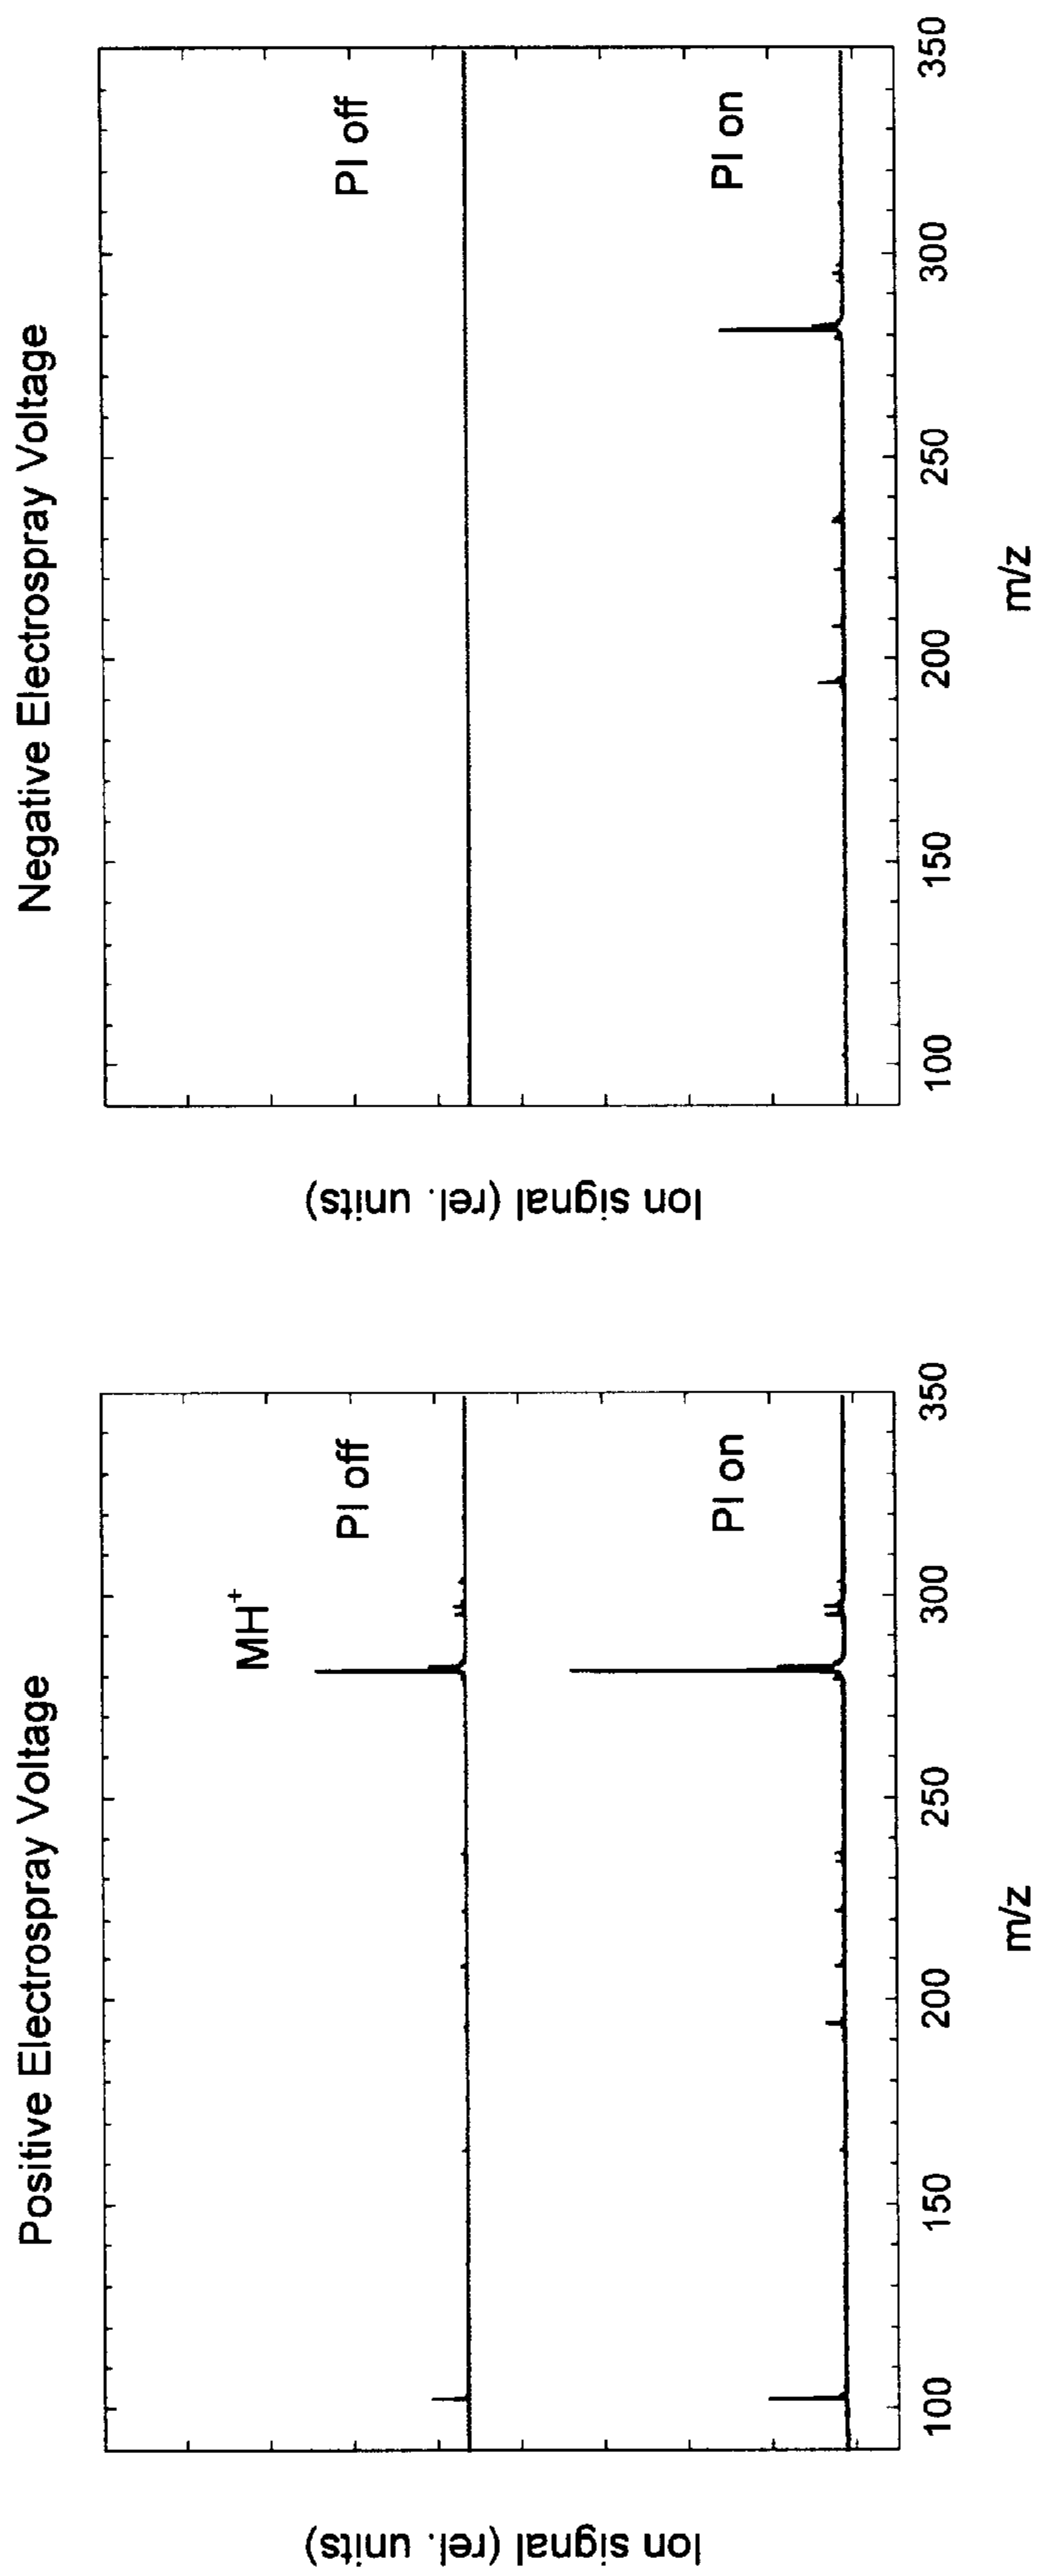 Positive Electrospray Voltage
Ion signal (rel. units)
MH⁺
PI off
PI on
100 150 200 250 300 350
m/z
Negative Electrospray Voltage
Ion signal (rel. units)
PI off
PI on
100 150 200 250 300 350
m/z